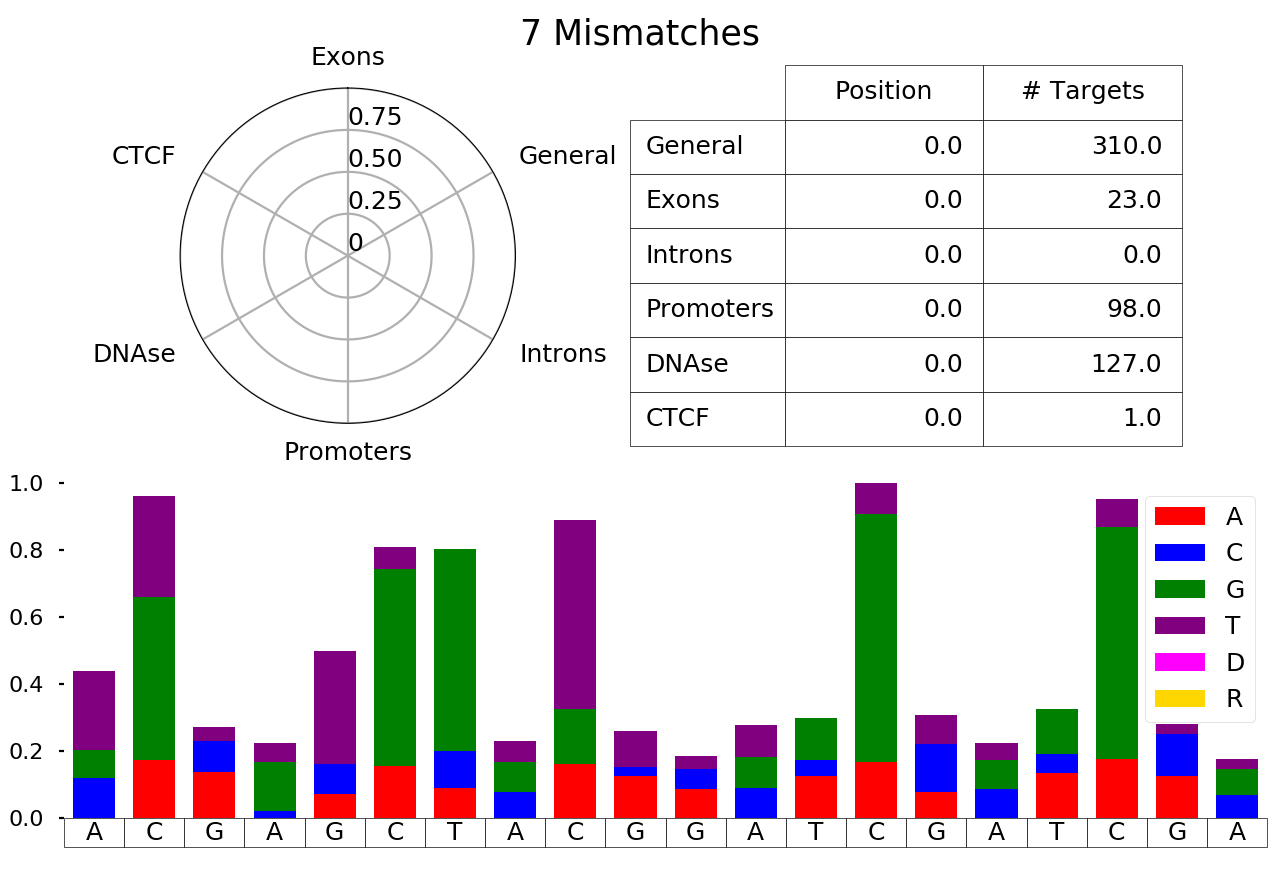 7 Mismatches
Exons
General
CTCF
0.75
0.50
0.25
0
DNAse
Introns
Promoters
Position # Targets
General 0.0 310.0
Exons 0.0 23.0
Introns 0.0 0.0
Promoters 0.0 98.0
DNAse 0.0 127.0
CTCF 0.0 1.0
1.0
0.8
0.6
0.4
0.2
0.0
A
C
G
T
D
R
A C G A G C T A C G G A T C G A T C G A